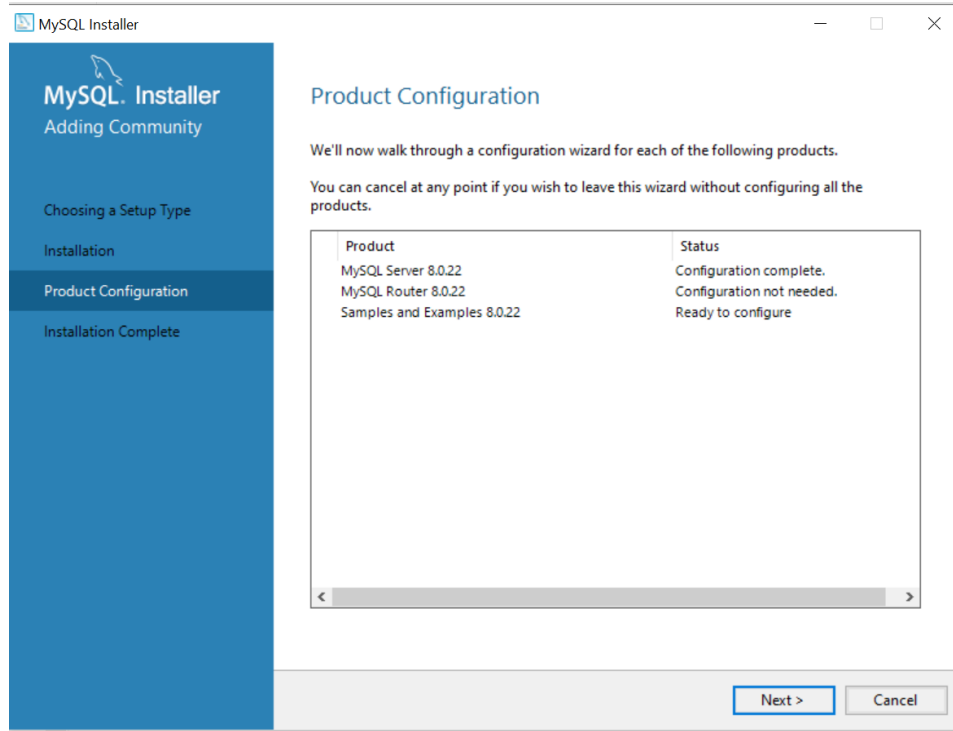 MySQL Installer
MySQL. Installer
Adding Community
Choosing a Setup Type
Installation
Product Configuration
Installation Complete
Product Configuration
We'll now walk through a configuration wizard for each of the following products.
You can cancel at any point if you wish to leave this wizard without configuring all the
products.
Product Status
MySQL Server 8.0.22 Configuration complete.
MySQL Router 8.0.22 Configuration not needed.
Samples and Examples 8.0.22 Ready to configure
Next > Cancel